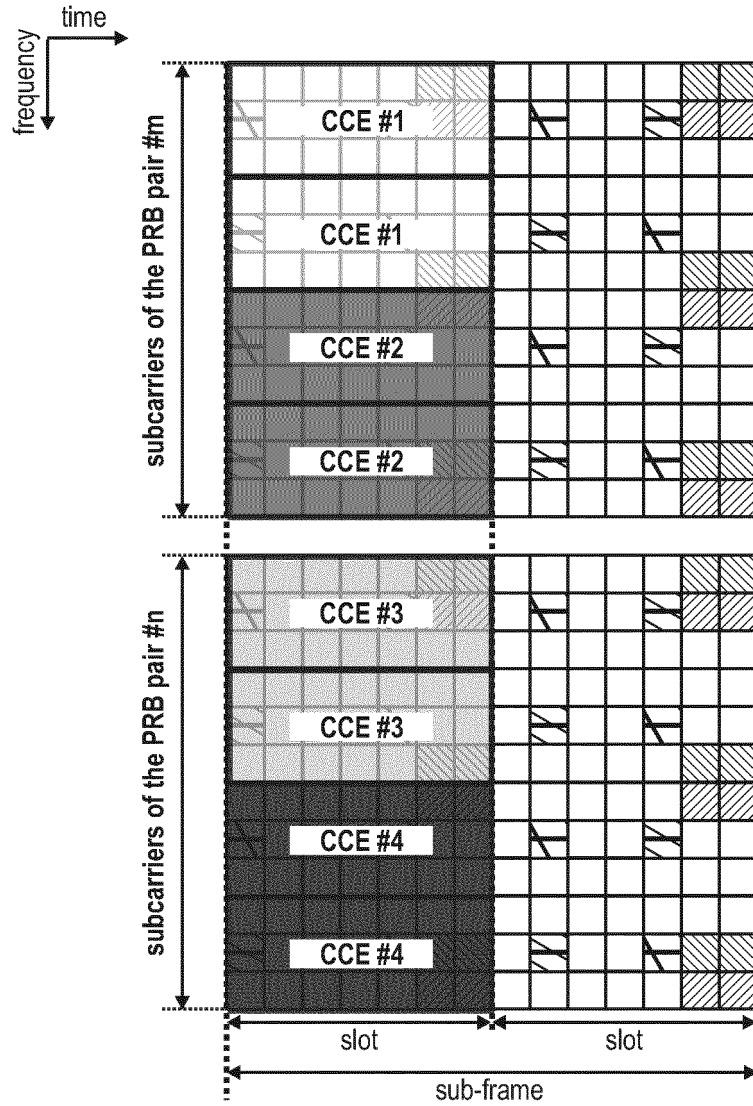 time
frequency
subcarriers of the PRB pair #m
CCE #1
CCE #1
CCE #2
CCE #2
subcarriers of the PRB pair #n
CCE #3
CCE #3
CCE #4
CCE #4
slot
slot
sub-frame